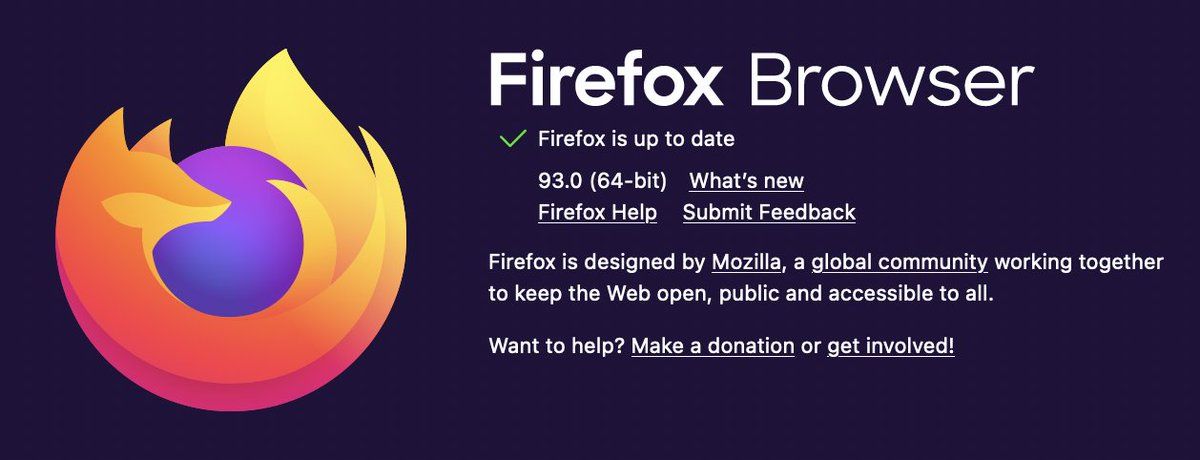 Firefox Browser
Firefox is up to date
93.0 (64-bit) What’s new
Firefox Help Submit Feedback
Firefox is designed by Mozilla, a global community working together
to keep the Web open, public and accessible to all.
Want to help? Make a donation or get involved!